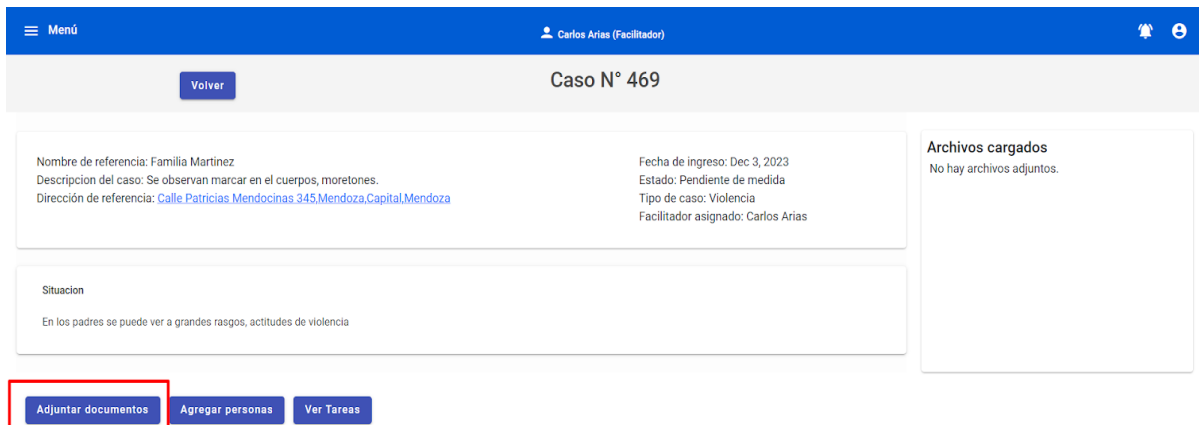 Menú
Carlos Arias (Facilitador)
Volver
Caso N° 469
Nombre de referencia: Familia Martinez
Descripcion del caso: Se observan marcar en el cuerpos, moretones.
Dirección de referencia: Calle Patricias Mendocinas 345,Mendoza,Capital,Mendoza
Fecha de ingreso: Dec 3, 2023
Estado: Pendiente de medida
Tipo de caso: Violencia
Facilitador asignado: Carlos Arias
Archivos cargados
No hay archivos adjuntos.
Situacion
En los padres se puede ver a grandes rasgos, actitudes de violencia
Adjuntar documentos
Agregar personas
Ver Tareas